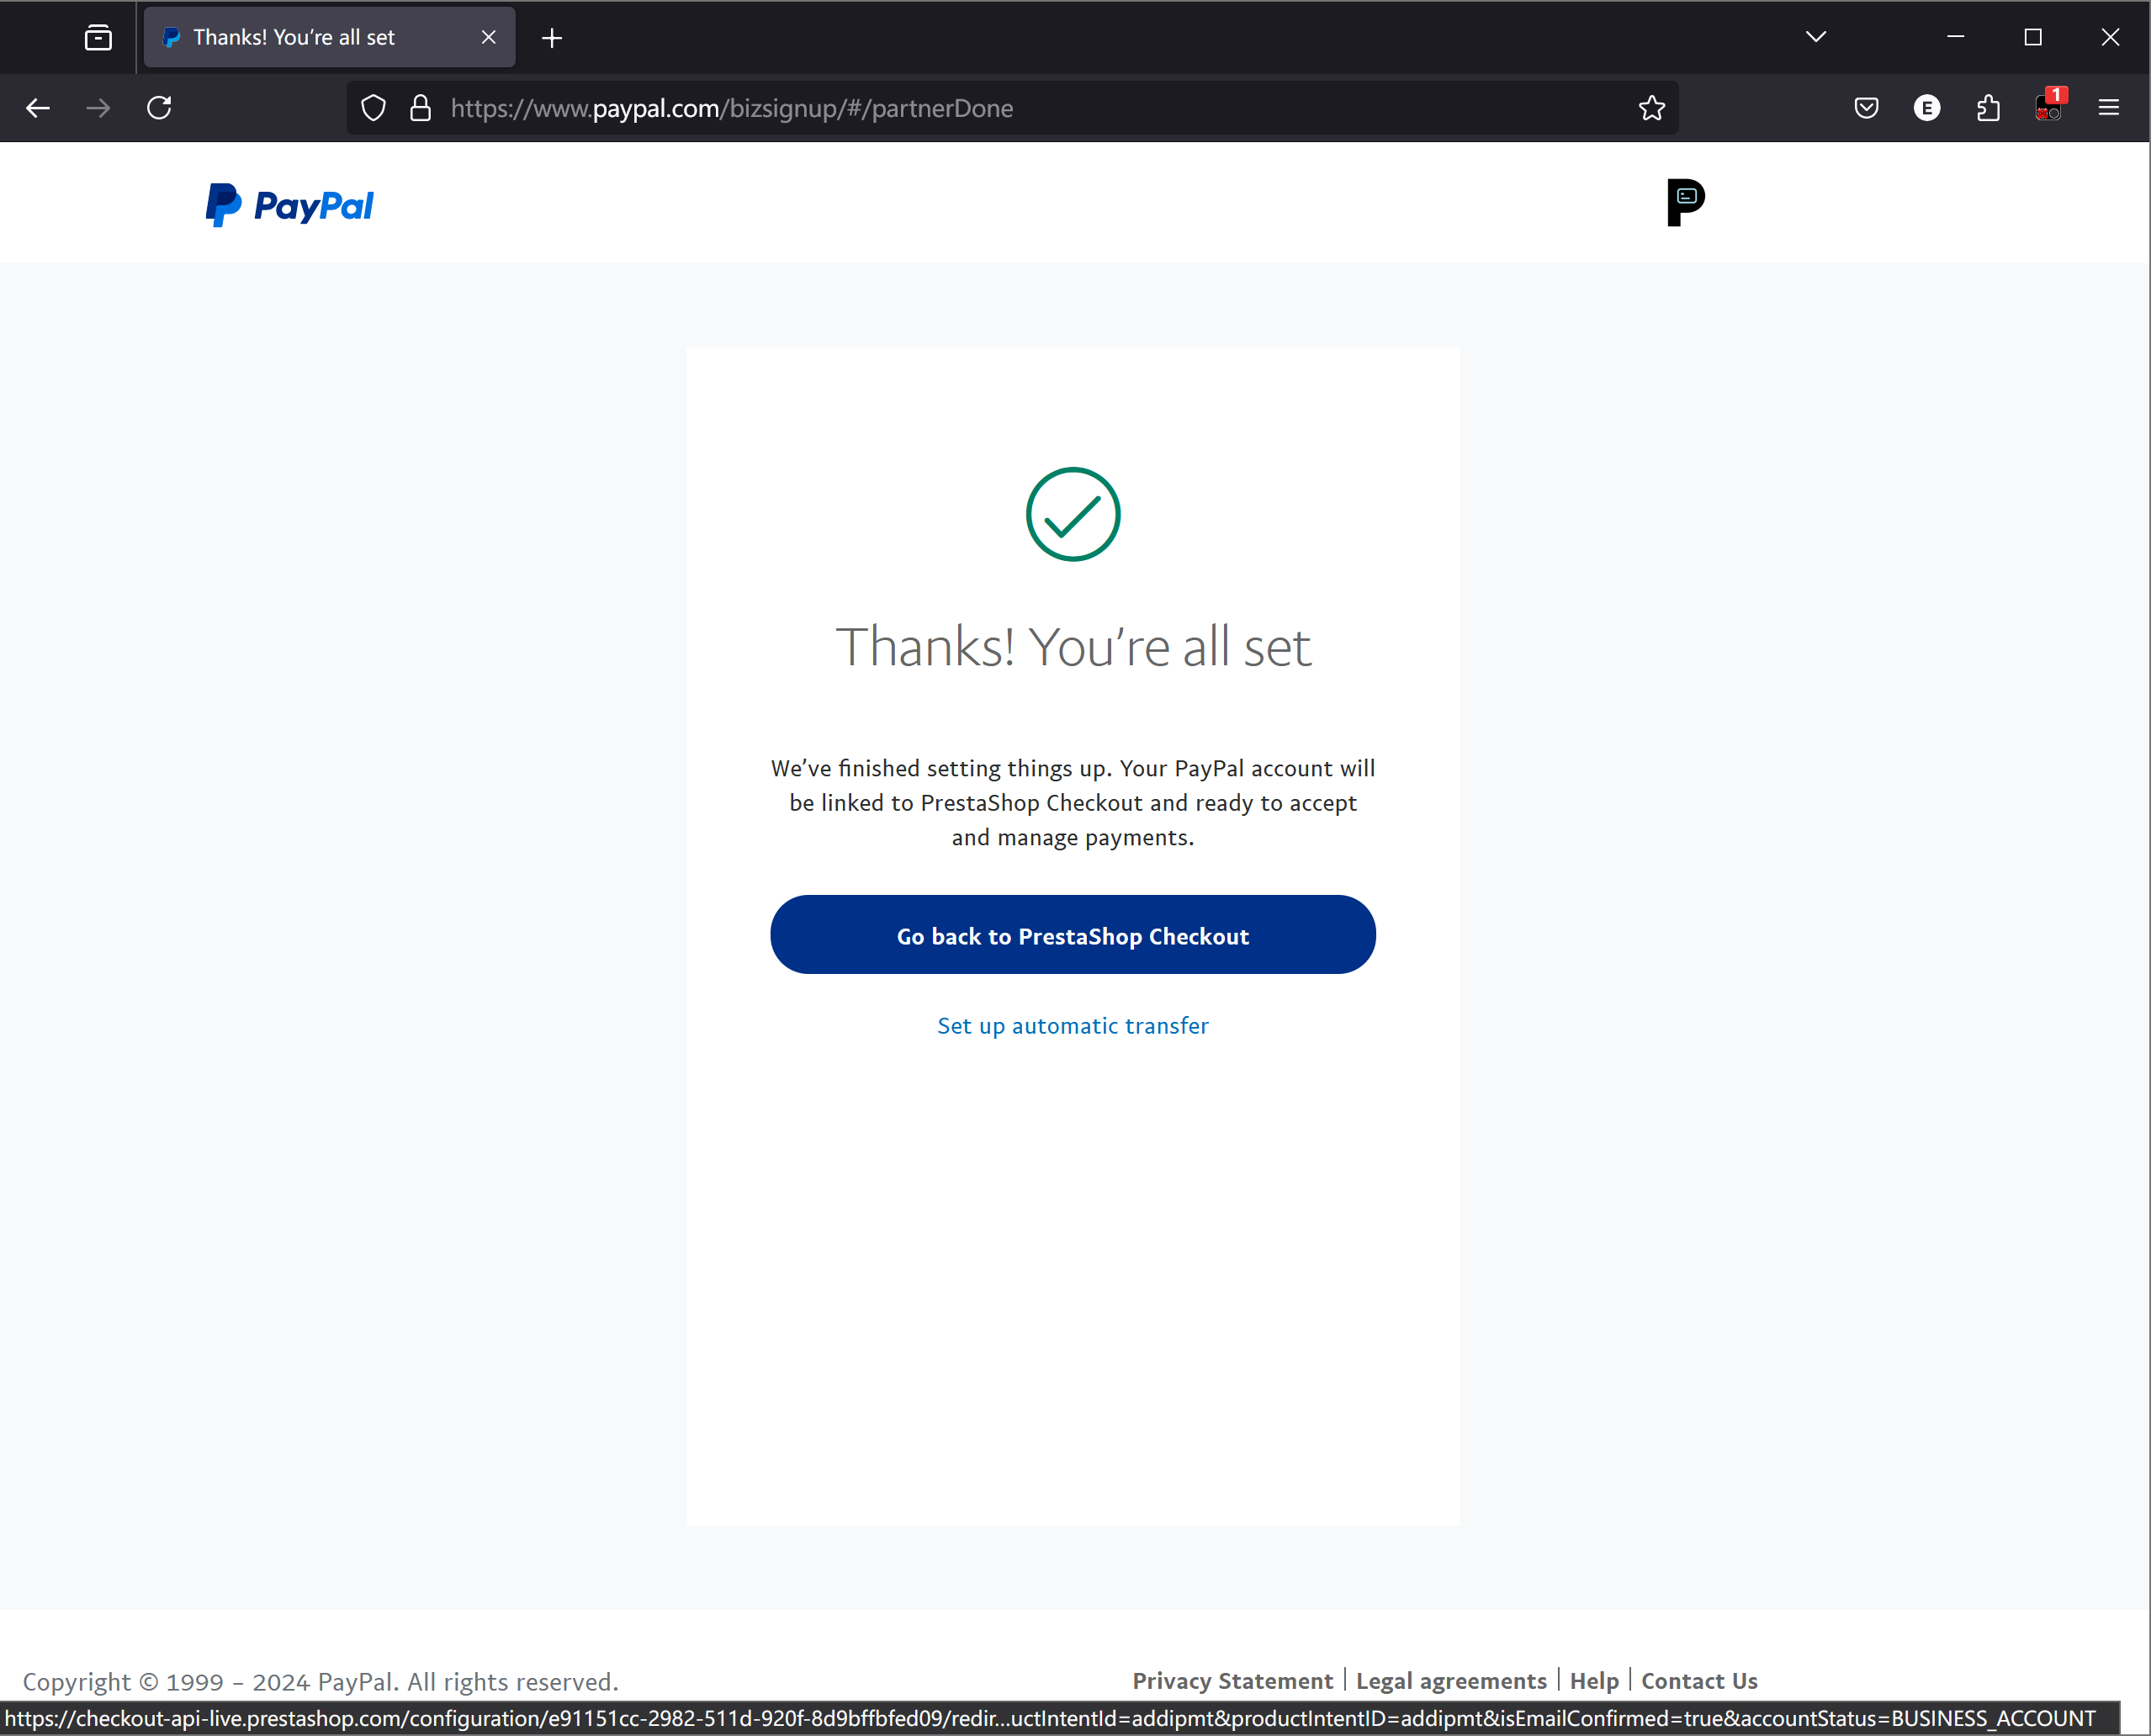 Thanks! You're all set
https://www.paypal.com/bizsignup/#/partnerDone
E
1
PayPal
Thanks! You're all set
We've finished setting things up. Your PayPal account will
be linked to PrestaShop Checkout and ready to accept
and manage payments.
Go back to PrestaShop Checkout
Set up automatic transfer
Copyright © 1999 – 2024 PayPal. All rights reserved.
Privacy Statement | Legal agreements | Help | Contact Us
https://checkout-api-live.prestashop.com/configuration/e91151cc-2982-511d-920f-8d9bffbfed09/redir...uctIntentId=addipmt&productIntentID=addipmt&isEmailConfirmed=true&accountStatus=BUSINESS_ACCOUNT